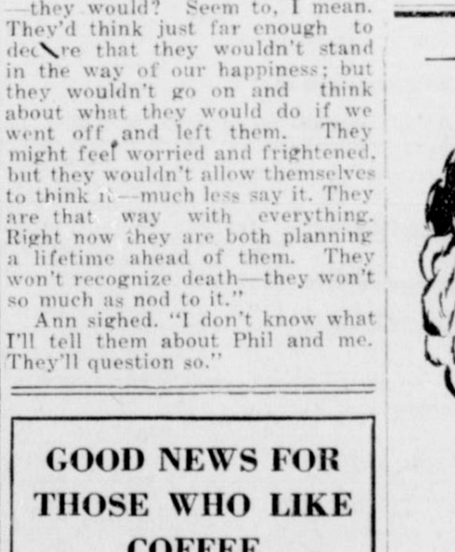 —they would? Seem to, I mean.
They'd think just far enough to
declare that they wouldn't stand
in the way of our happiness; but
they wouldn't go on and think
about what they would do if we
went off and left them. They
might feel worried and frightened,
but they wouldn't allow themselves
to think it—much less say it. They
are that way with everything.
Right now they are both planning
a lifetime ahead of them. They
won't recognize death—they won't
so much as nod to it."
Ann sighed. "I don't know what
I'll tell them about Phil and me.
They'll question so."
GOOD NEWS FOR
THOSE WHO LIKE
COFFEE